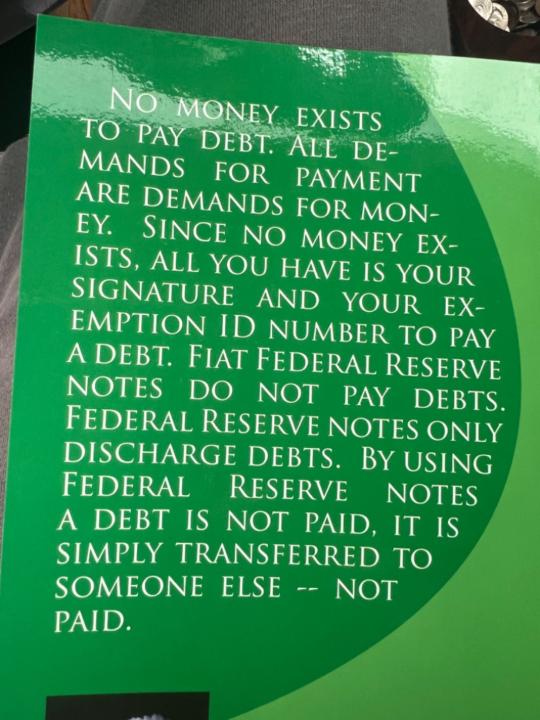 No money exists
to pay debt. All de-
mands for payment
are demands for mon-
ey. Since no money ex-
ists, all you have is your
signature and your ex-
emption ID number to pay
a debt. Fiat Federal Reserve
notes do not pay debts.
Federal Reserve notes only
discharge debts. By using
Federal Reserve notes
a debt is not paid, it is
simply transferred to
someone else -- not
paid.